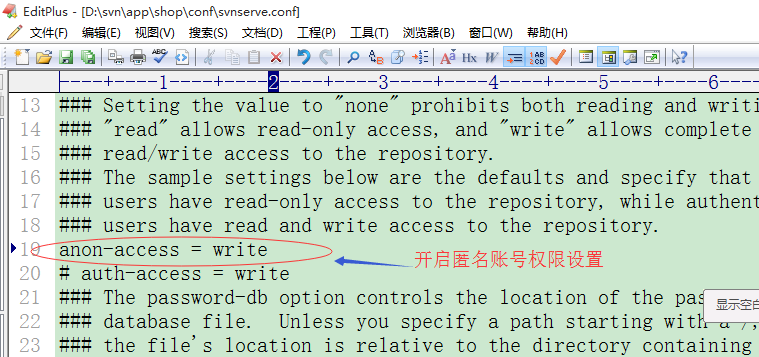 EditPlus - [D:\svn\app\shop\conf\svnserve.conf]
文件(F) 编辑(E) 视图(V) 搜索(S) 文档(D) 工程(P) 工具(T) 浏览器(B) 窗口(W) 帮助(H)
----+----1----+----2----+----3----+----4----+----5----+----6----
13 ### Setting the value to "none" prohibits both reading and writi
14 ### "read" allows read-only access, and "write" allows complete
15 ### read/write access to the repository.
16 ### The sample settings below are the defaults and specify that
17 ### users have read-only access to the repository, while authent
18 ### users have read and write access to the repository.
19 anon-access = write
开启匿名账号权限设置
20 # auth-access = write
21 ### The password-db option controls the location of the pas
显示空白
22 ### database file.  Unless you specify a path starting with a /,
23 ### the file's location is relative to the directory containing